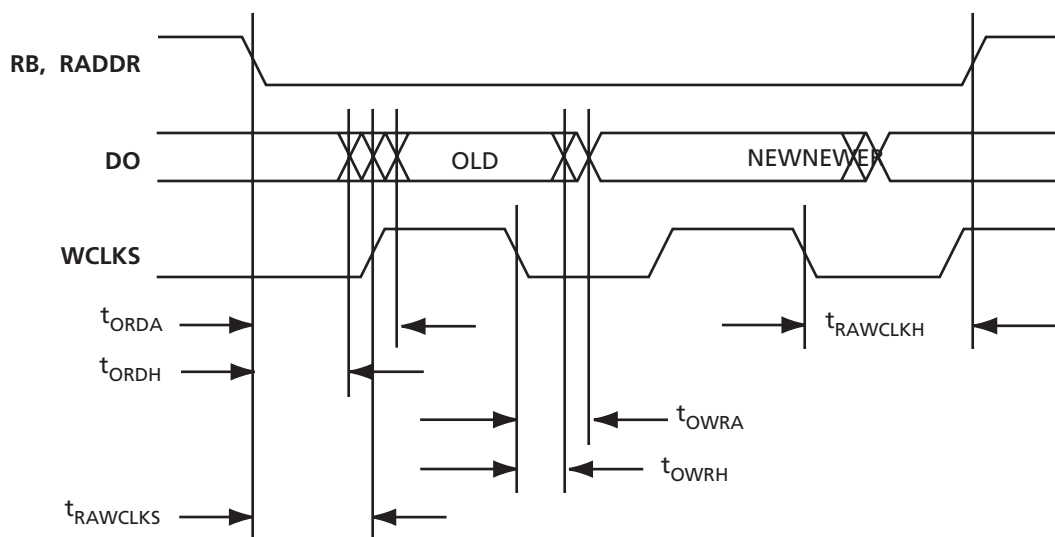 RB, RADDR
DO
OLD
NEWNEWER
WCLKS
tORDA
tRAWCLKH
tORDH
tOWRA
tOWRH
tRAWCLKS